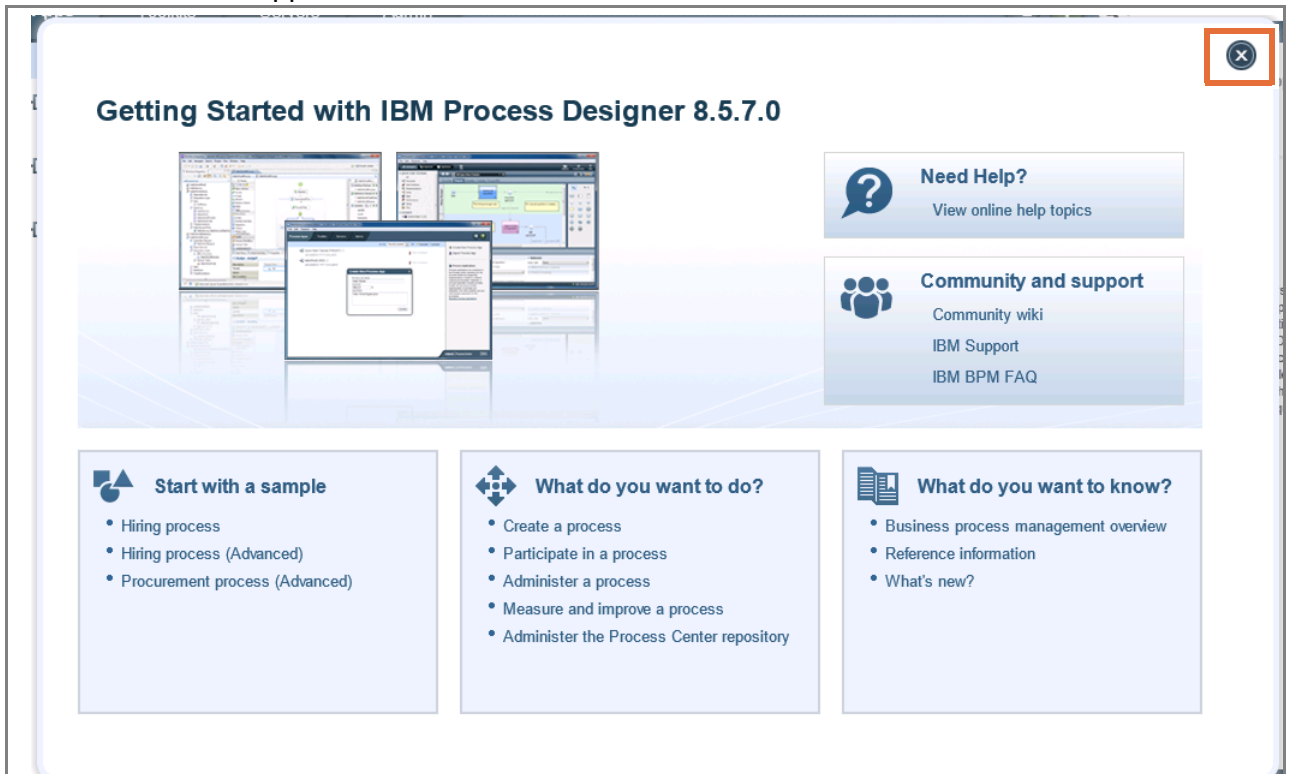 Getting Started with IBM Process Designer 8.5.7.0
Need Help?
View online help topics
Community and support
Community wiki
IBM Support
IBM BPM FAQ
Start with a sample
• Hiring process
• Hiring process (Advanced)
• Procurement process (Advanced)
What do you want to do?
• Create a process
• Participate in a process
• Administer a process
• Measure and improve a process
• Administer the Process Center repository
What do you want to know?
• Business process management overview
• Reference information
• What's new?